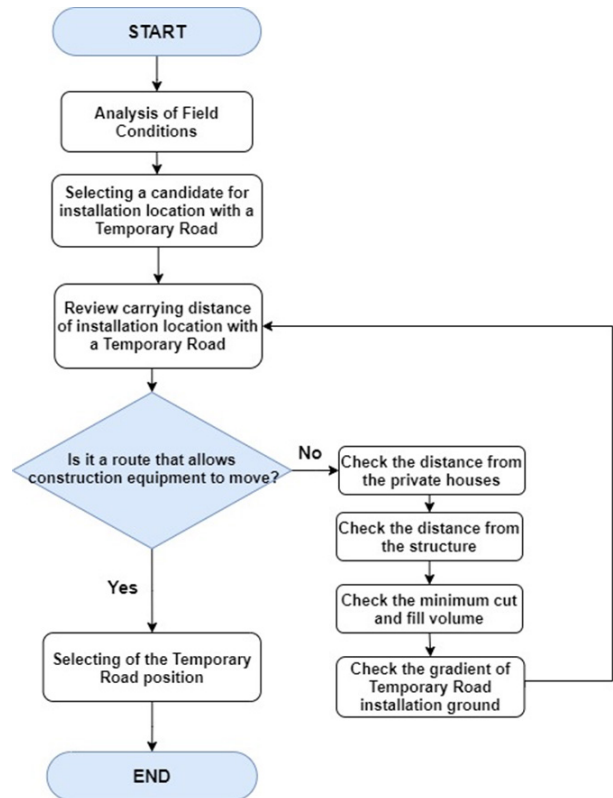 START
Analysis of Field
Conditions
Selecting a candidate for
installation location with a
Temporary Road
Review carrying distance
of installation location with
a Temporary Road
Is it a route that allows
construction equipment to move?
No
Check the distance from
the private houses
Check the distance from
the structure
Check the minimum cut
and fill volume
Check the gradient of
Temporary Road
installation ground
Yes
Selecting of the Temporary
Road position
END